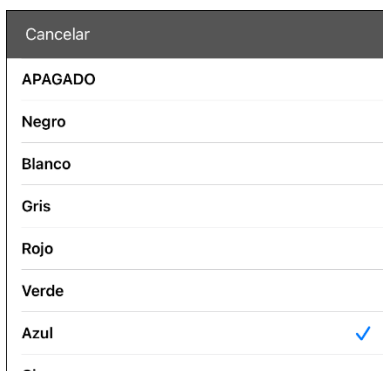 Cancelar
APAGADO
Negro
Blanco
Gris
Rojo
Verde
Azul